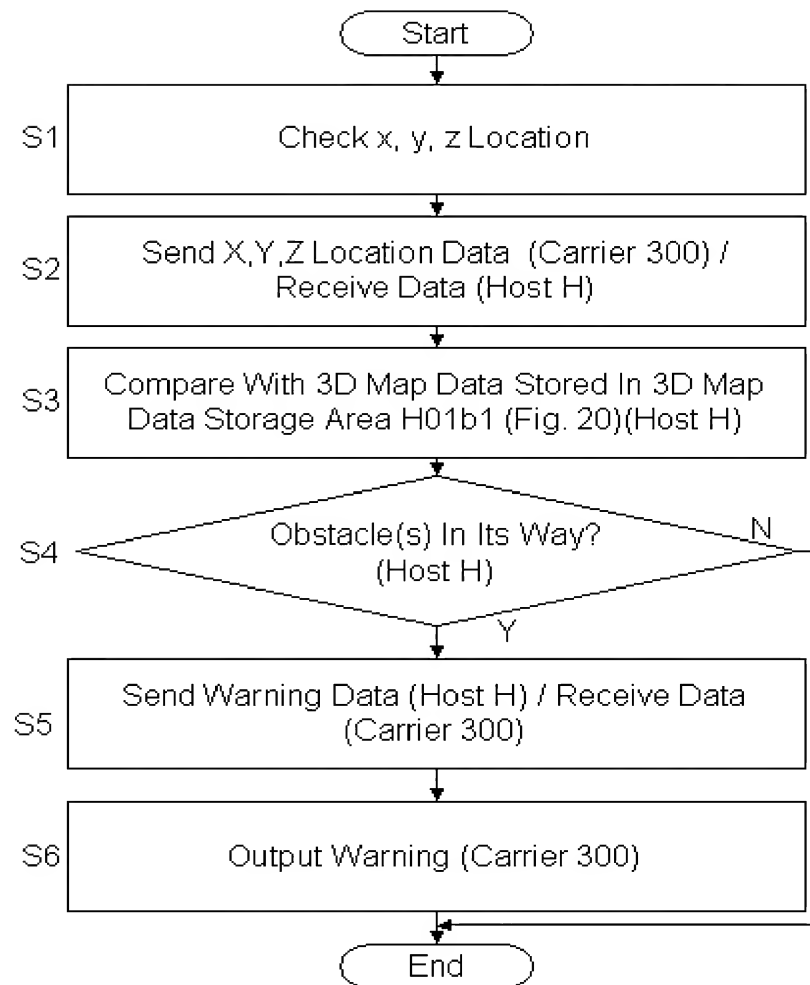 Start
S1
Check x, y, z Location
S2
Send X,Y,Z Location Data (Carrier 300) /
Receive Data (Host H)
S3
Compare With 3D Map Data Stored In 3D Map
Data Storage Area H01b1 (Fig. 20)(Host H)
S4
Obstacle(s) In Its Way?
(Host H)
N
Y
S5
Send Warning Data (Host H) / Receive Data
(Carrier 300)
S6
Output Warning (Carrier 300)
End